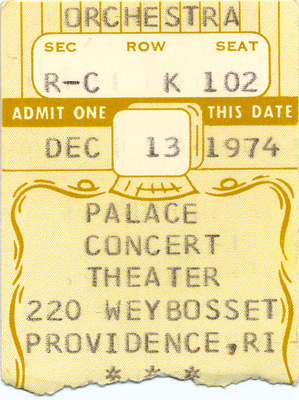 ORCHESTRA
SEC ROW SEAT
R-C K 102
ADMIT ONE THIS DATE
DEC 13 1974
PALACE
CONCERT
THEATER
220 WEYBOSSET
PROVIDENCE,RI
* * *